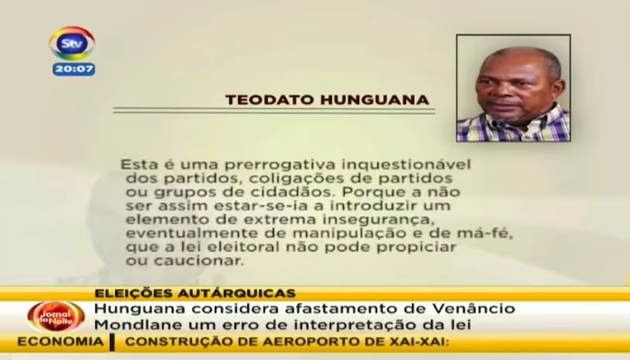 Stv
20:07
TEODATO HUNGUANA
Esta é uma prerrogativa inquestionável
dos partidos, coligações de partidos
ou grupos de cidadãos. Porque a não
ser assim estar-se-ia a introduzir um
elemento de extrema insegurança,
eventualmente de manipulação e de má-fé,
que a lei eleitoral não pode propiciar
ou caucionar.
ELEIÇÕES AUTÁRQUICAS
Jornal da Noite
Hunguana considera afastamento de Venâncio
Mondlane um erro de interpretação da lei
ECONOMIA
CONSTRUÇÃO DE AEROPORTO DE XAI-XAI: